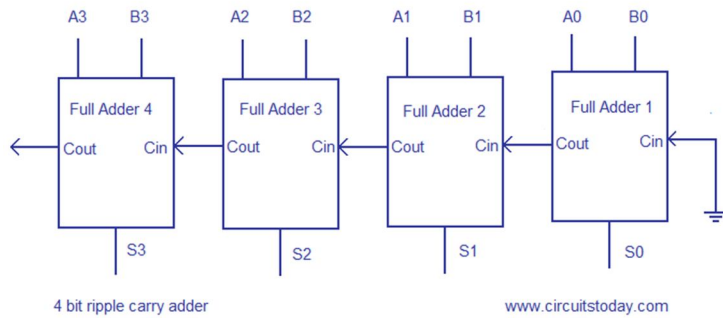 A3 B3 A2 B2 A1 B1 A0 B0
Full Adder 4 Full Adder 3 Full Adder 2 Full Adder 1
Cout Cin Cout Cin Cout Cin Cout Cin
S3 S2 S1 S0
4 bit ripple carry adder www.circuitstoday.com